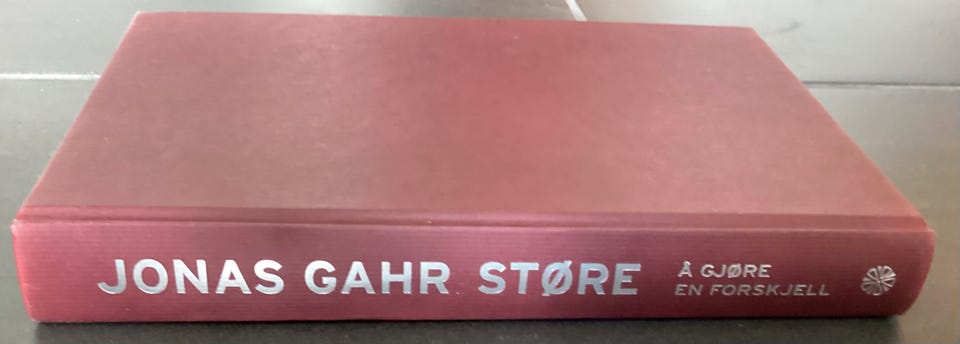 JONAS GAHR STØRE
Å GJØRE
EN FORSKJELL